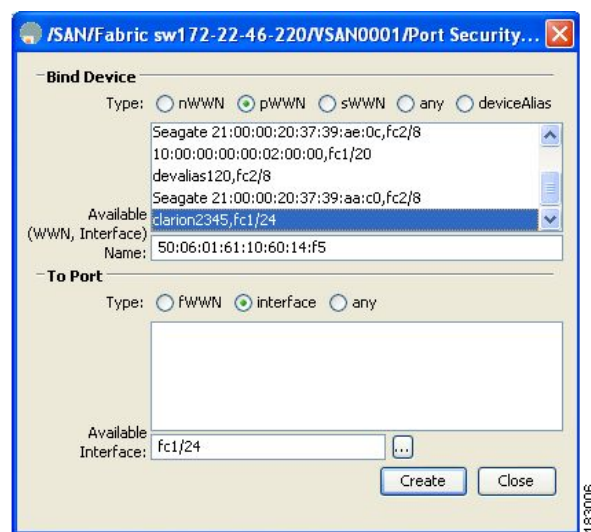 /SAN/Fabric sw172-22-46-220/VSAN0001/Port Security...
Bind Device
Type: nWWN pWWN sWWN any deviceAlias
Seagate 21:00:00:20:37:39:ae:0c,fc2/8
10:00:00:00:00:02:00:00,fc1/20
devalias120,fc2/8
Seagate 21:00:00:20:37:39:aa:c0,fc2/8
clarion2345,fc1/24
Available
(WWN, Interface)
Name: 50:06:01:61:10:60:14:f5
To Port
Type: fWWN interface any
Available
Interface: fc1/24 ...
Create Close
183006